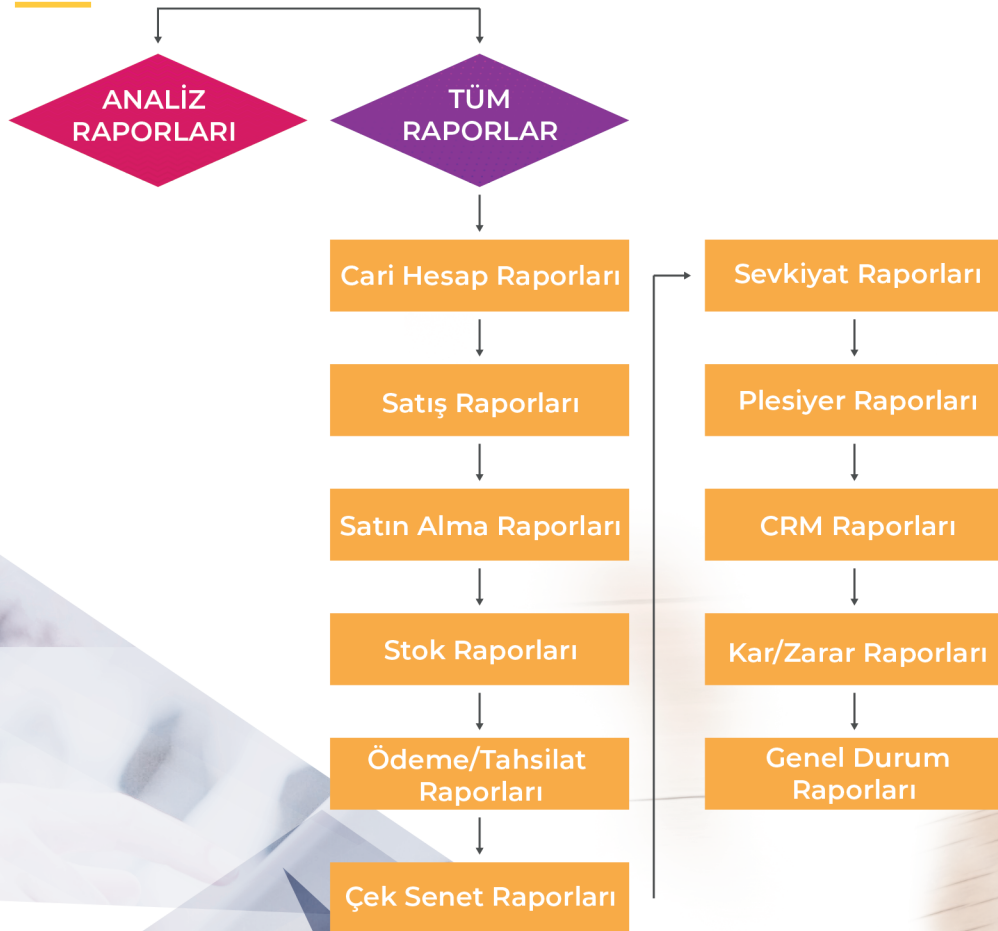 ANALİZ
RAPORLARI
TÜM
RAPORLAR
Cari Hesap Raporları
Satış Raporları
Satın Alma Raporları
Stok Raporları
Ödeme/Tahsilat
Raporları
Çek Senet Raporları
Sevkiyat Raporları
Plesiyer Raporları
CRM Raporları
Kar/Zarar Raporları
Genel Durum
Raporları